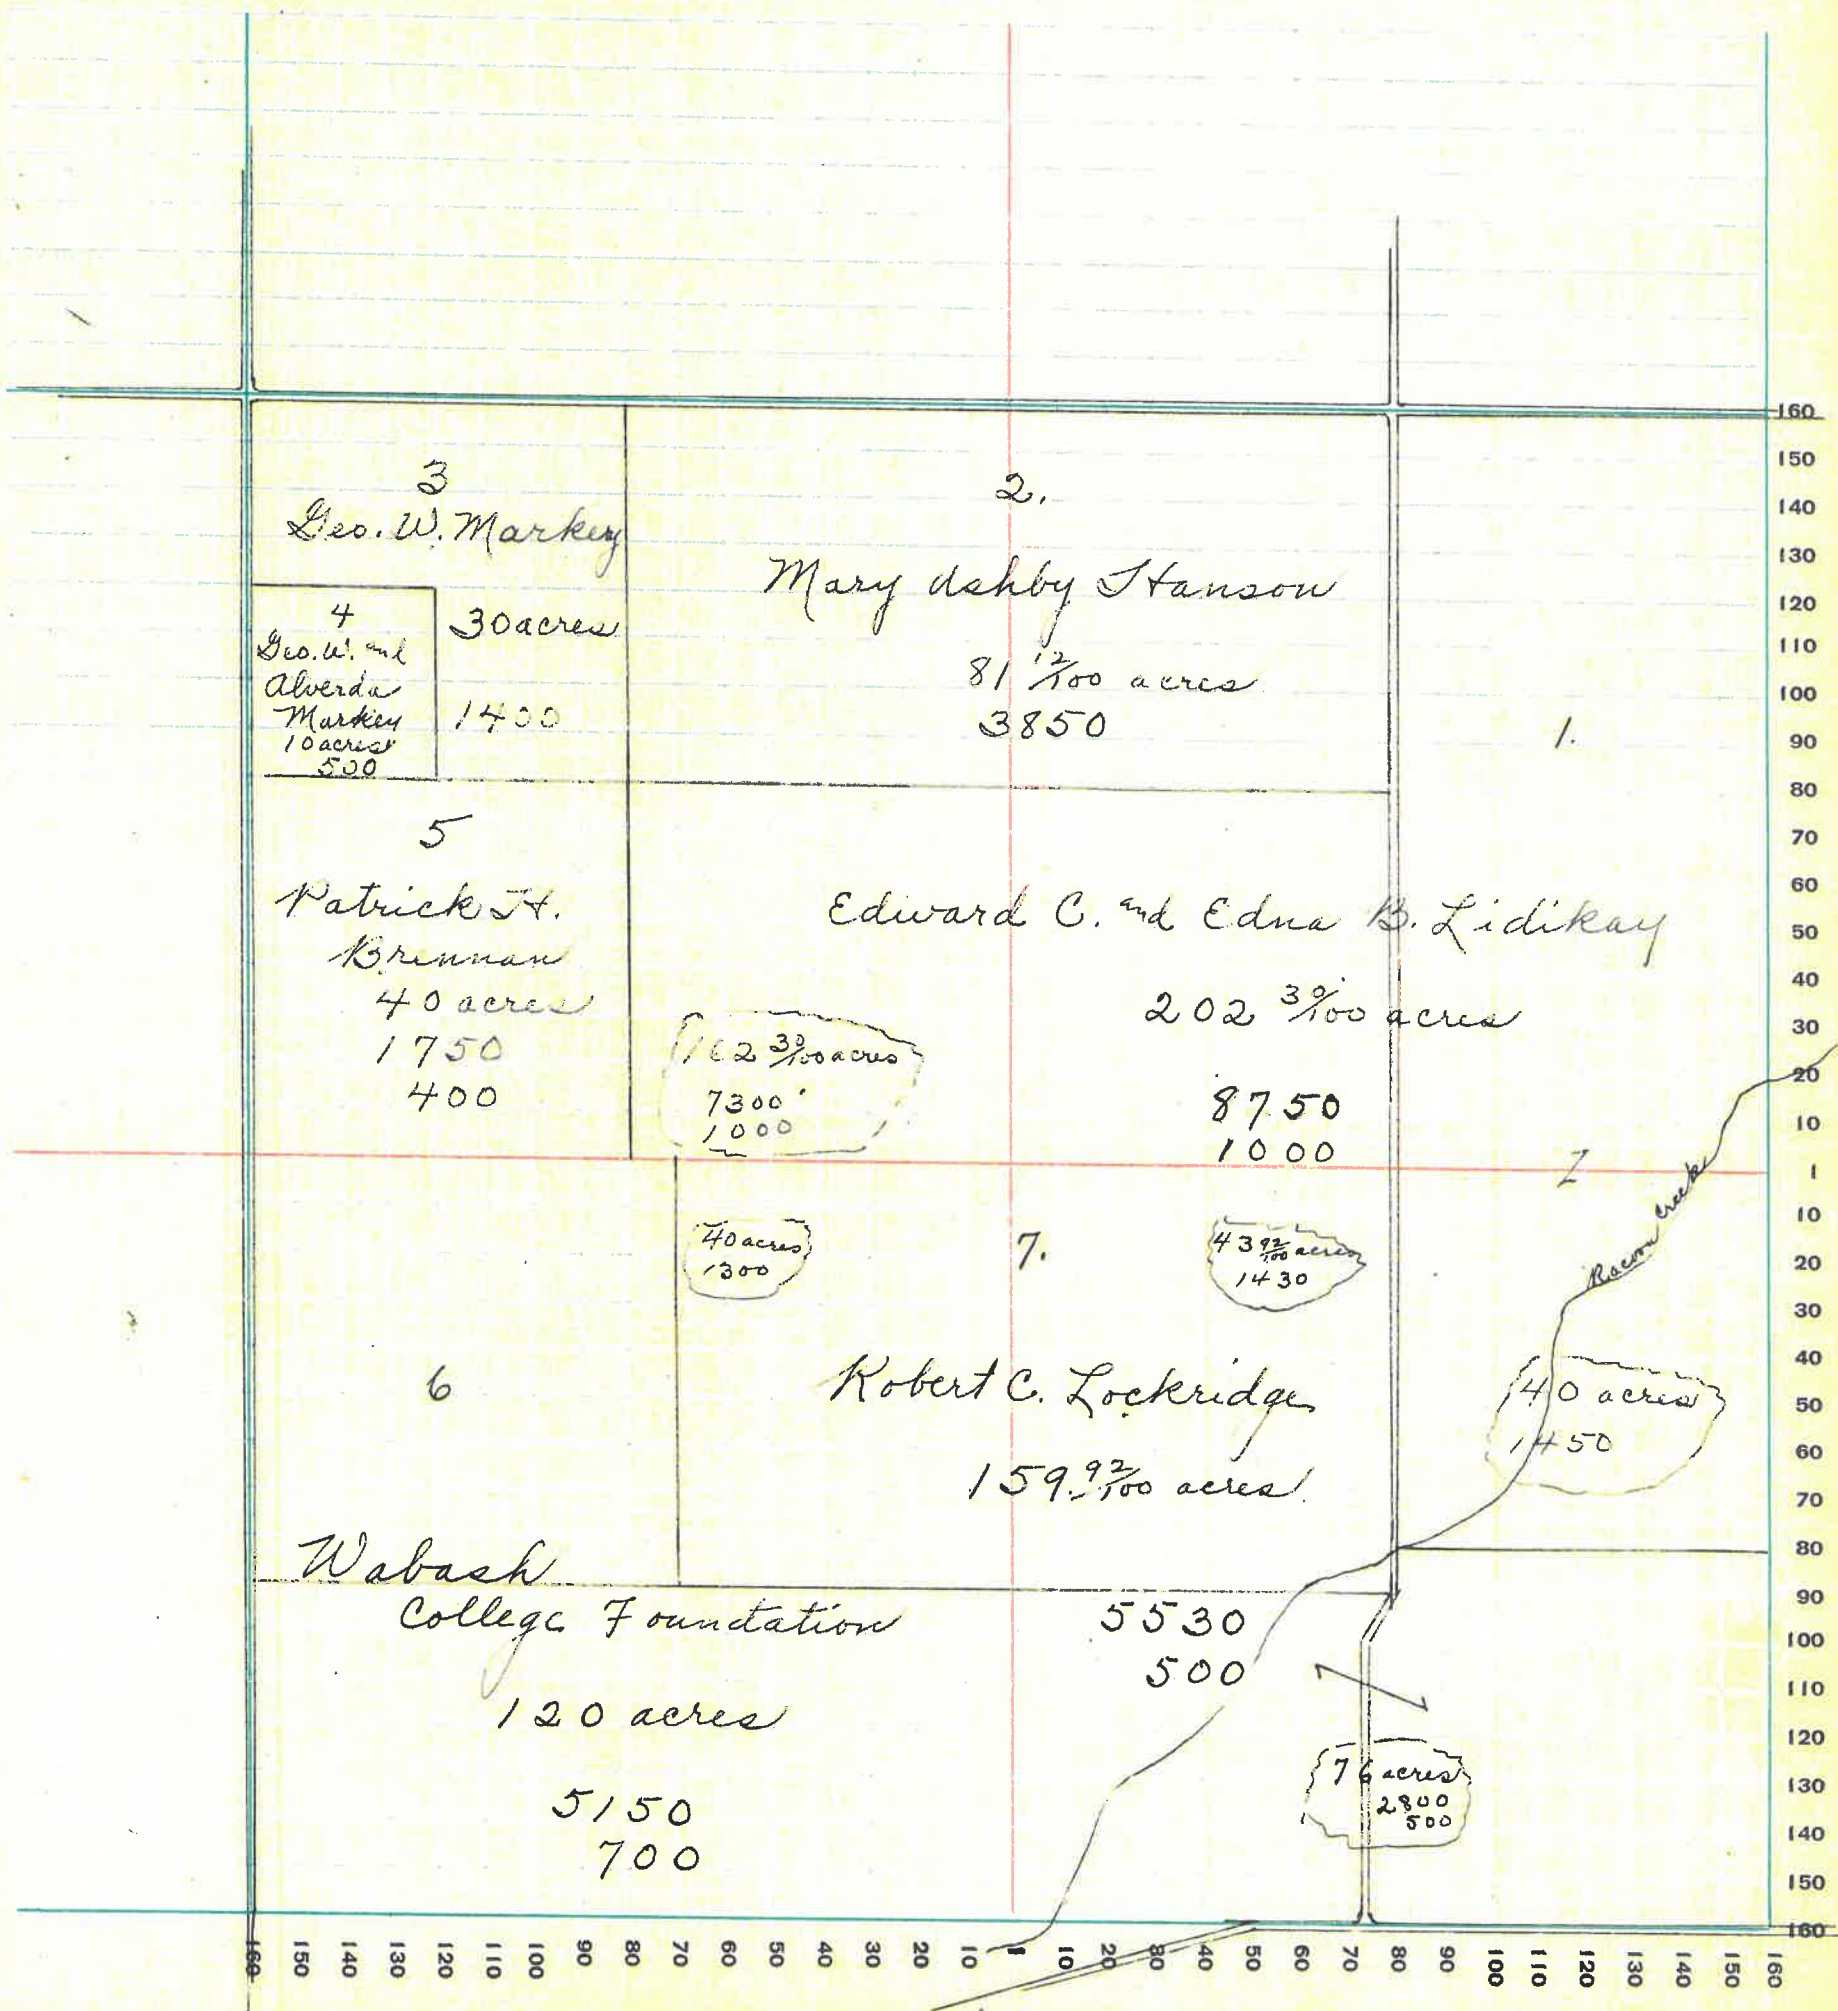 3
Geo. W. Markey
30 acres
1400
4
Geo. W. and
Alverda
Markey
10 acres
500
2.
Mary Ashby Hanson
81 12/100 acres
3850
1.
5
Patrick H.
Brennan
40 acres
1750
400
Edward C. and Edna B. Lidikay
202 30/100 acres
8750
1000
162 30/100 acres
7300
1000
40 acres
1300
7.
43 92/100 acres
1430
Racoon Creek
40 acres
1450
6
Robert C. Lockridge
159 92/100 acres
5530
500
Wabash
College Foundation
120 acres
5150
700
76 acres
2800
500
160
150
140
130
120
110
100
90
80
70
60
50
40
30
20
10
1
10
20
30
40
50
60
70
80
90
100
110
120
130
140
150
160
160 150 140 130 120 110 100 90 80 70 60 50 40 30 20 10 1 10 20 30 40 50 60 70 80 90 100 110 120 130 140 150 160